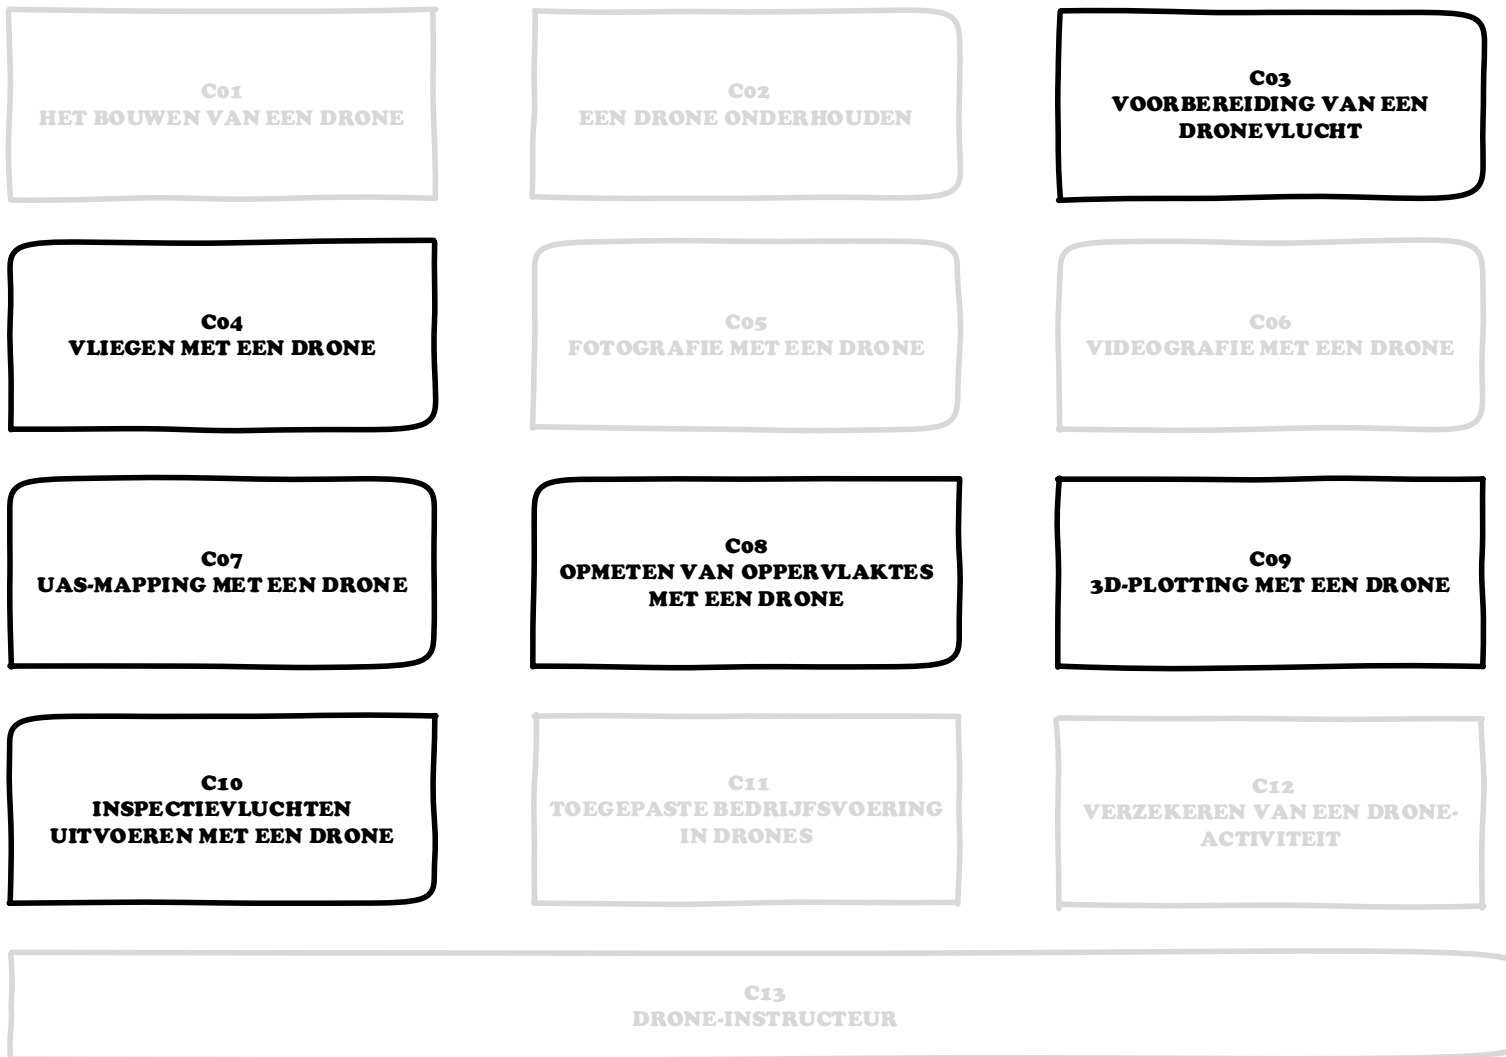 C01
HET BOUWEN VAN EEN DRONE
C02
EEN DRONE ONDERHOUDEN
C03
VOORBEREIDING VAN EEN
DRONEVLUCHT
C04
VLIEGEN MET EEN DRONE
C05
FOTOGRAFIE MET EEN DRONE
C06
VIDEOGRAFIE MET EEN DRONE
C07
UAS-MAPPING MET EEN DRONE
C08
OPMETEN VAN OPPERVLAKTES
MET EEN DRONE
C09
3D-PLOTTING MET EEN DRONE
C10
INSPECTIEVLUCHTEN
UITVOEREN MET EEN DRONE
C11
TOEGEPASTE BEDRIJFSVOERING
IN DRONES
C12
VERZEKEREN VAN EEN DRONE-
ACTIVITEIT
C13
DRONE-INSTRUCTEUR